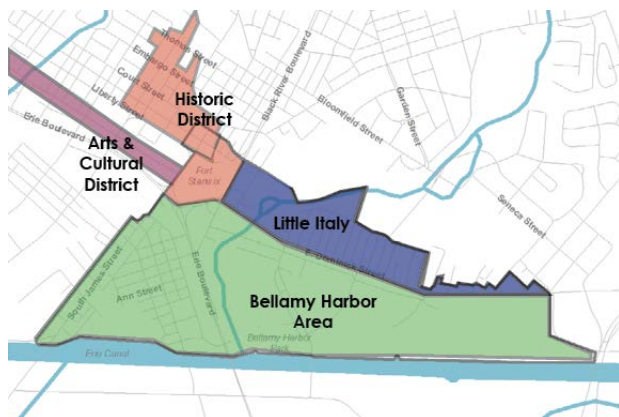 Thomas Street
Embargo Street
Court Street
Liberty Street
Historic
District
Black River Boulevard
Bloomfield Street
Garden Street
Erie Boulevard
Arts &
Cultural
District
Fort
Stanwix
Little Italy
Seneca Street
E. Dominick Street
South James Street
Ann Street
Erie Boulevard
Bellamy Harbor
Area
Bellamy Harbor
Park
Erie Canal